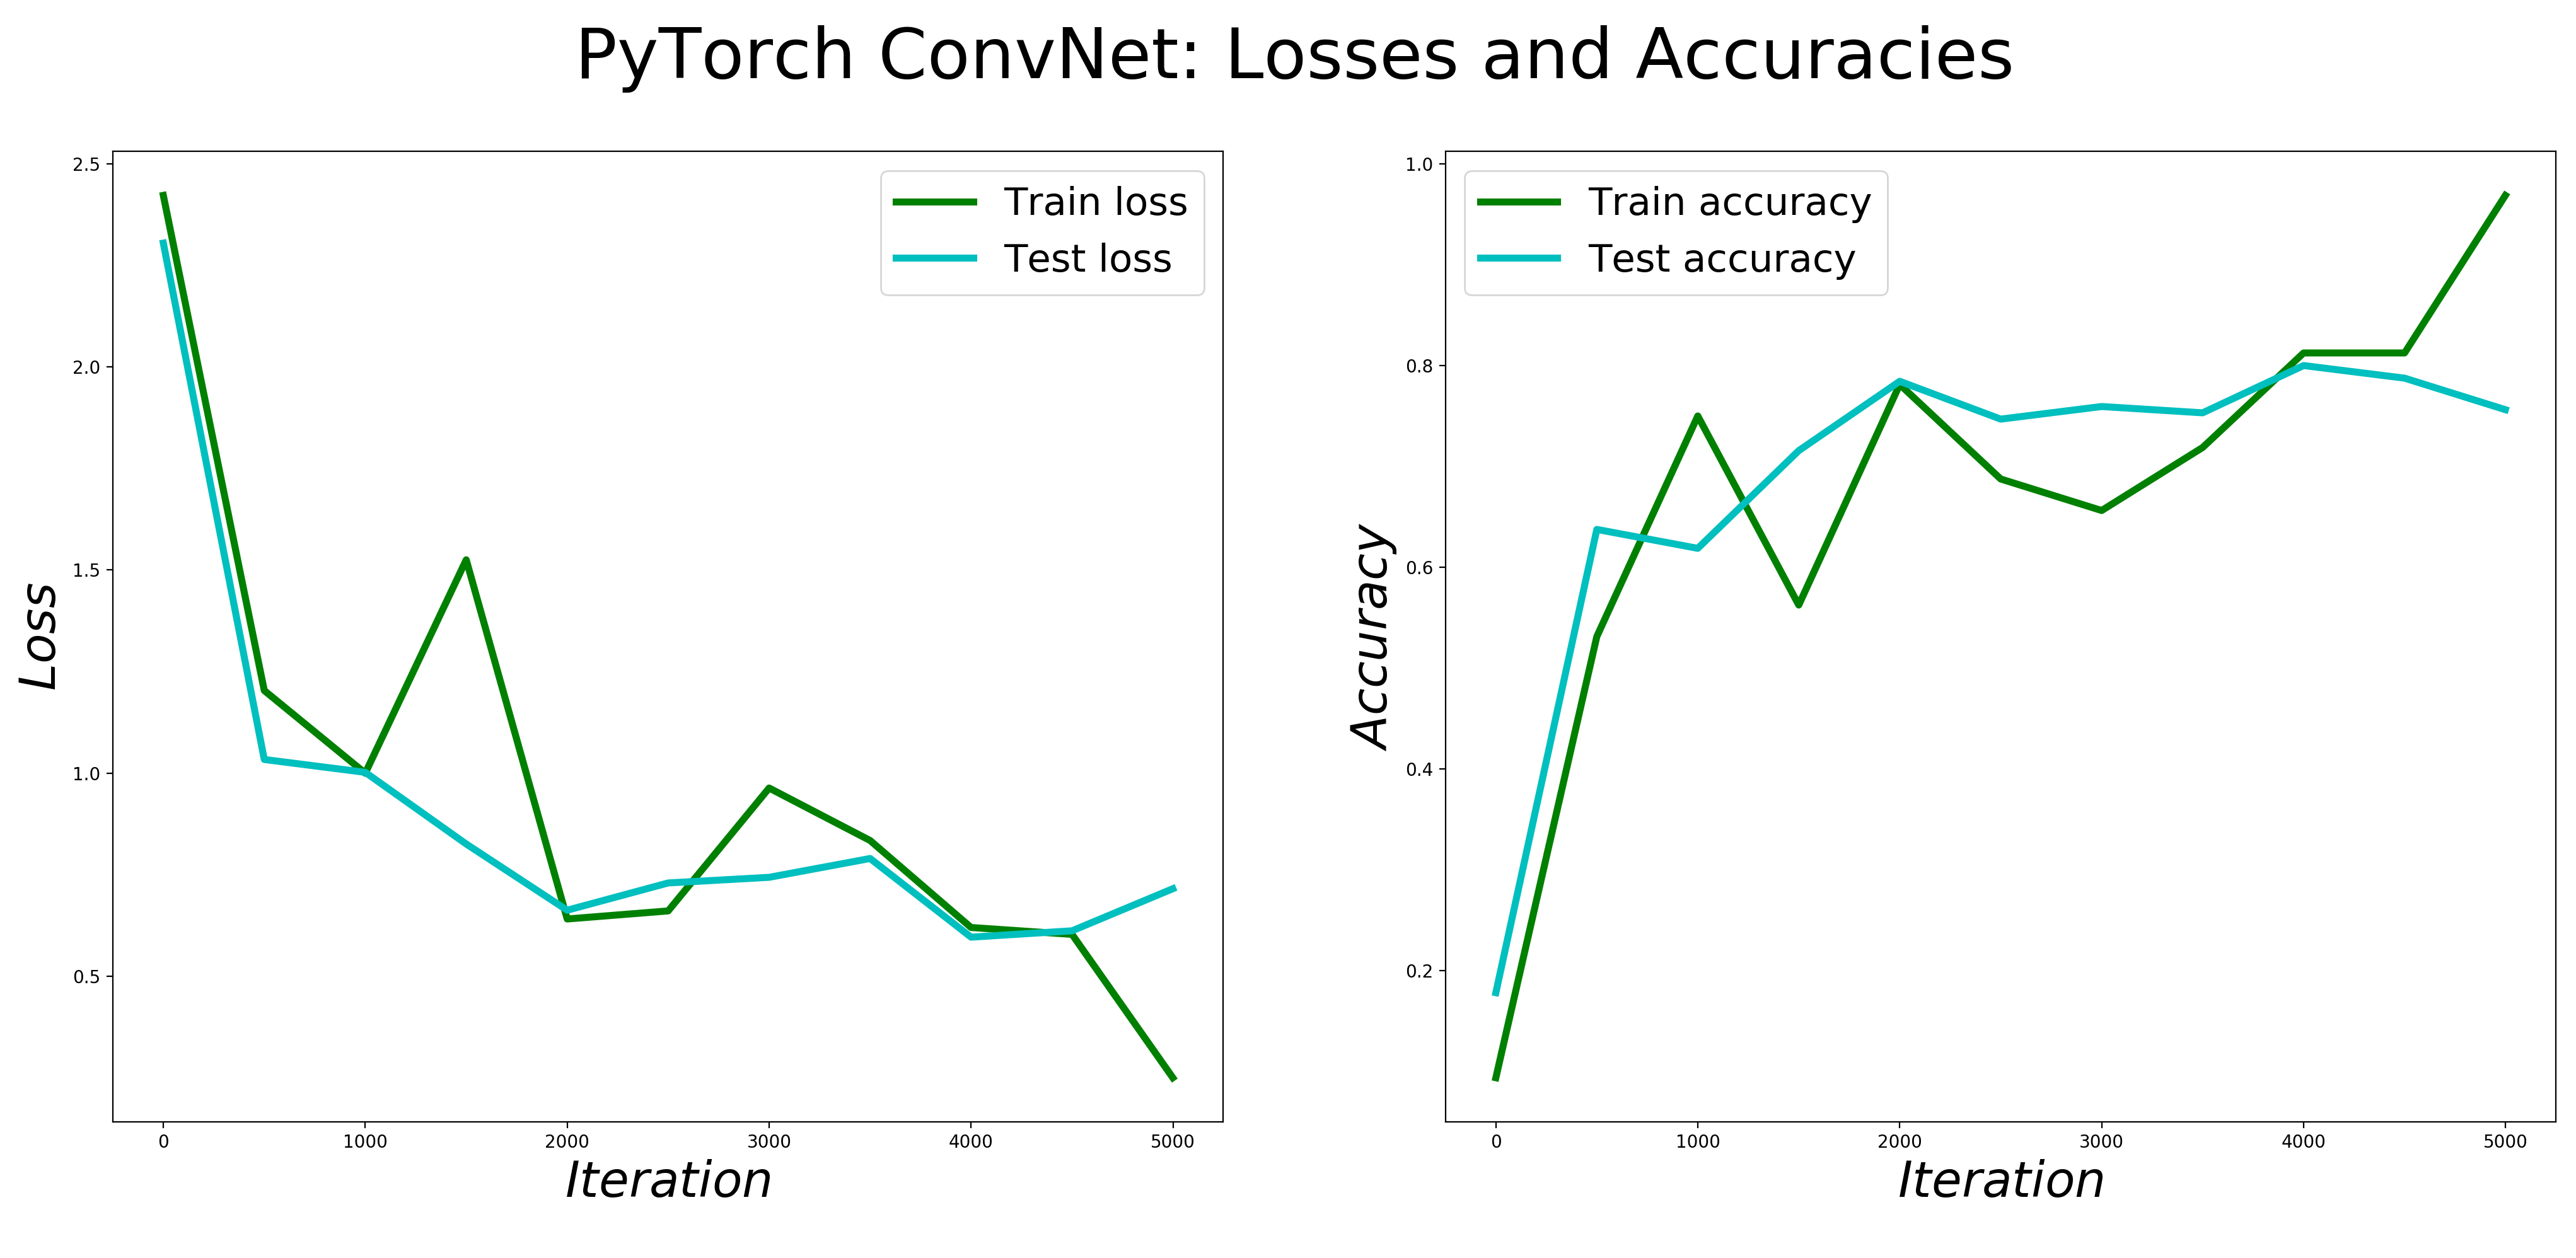 PyTorch ConvNet: Losses and Accuracies
2.5
2.0
1.5
1.0
0.5
Loss
Train loss
Test loss
0 1000 2000 3000 4000 5000
Iteration
1.0
0.8
0.6
0.4
0.2
Accuracy
Train accuracy
Test accuracy
0 1000 2000 3000 4000 5000
Iteration